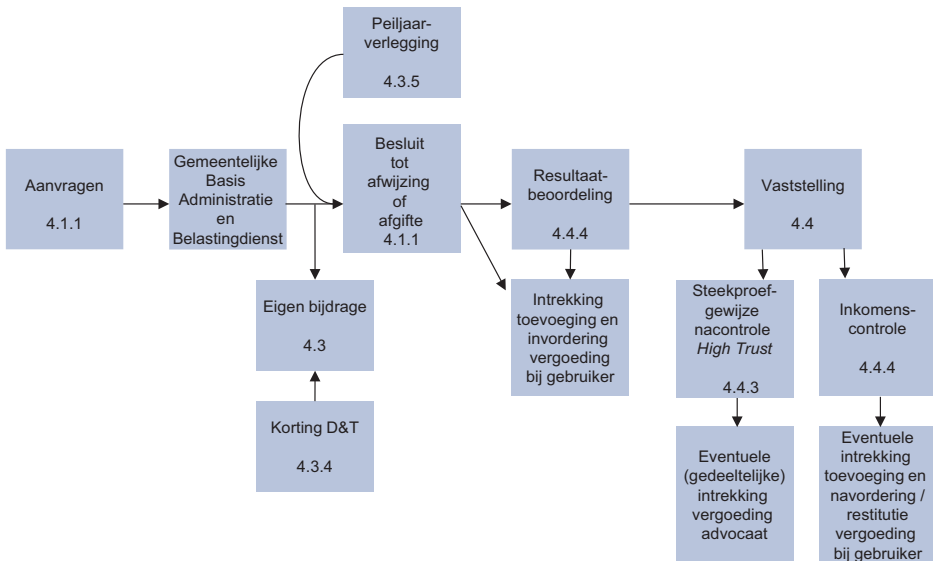 Peiljaar-
verlegging
4.3.5
Aanvragen
4.1.1
Gemeentelijke
Basis
Administratie
en
Belastingdienst
Besluit
tot
afwijzing
of
afgifte
4.1.1
Resultaat-
beoordeling
4.4.4
Vaststelling
4.4
Eigen bijdrage
4.3
Intrekking
toevoeging en
invordering
vergoeding
bij gebruiker
Steekproef-
gewijze
nacontrole
High Trust
4.4.3
Inkomens-
controle
4.4.4
Korting D&T
4.3.4
Eventuele
(gedeeltelijke)
intrekking
vergoeding
advocaat
Eventuele
intrekking
toevoeging en
navordering /
restitutie
vergoeding
bij gebruiker